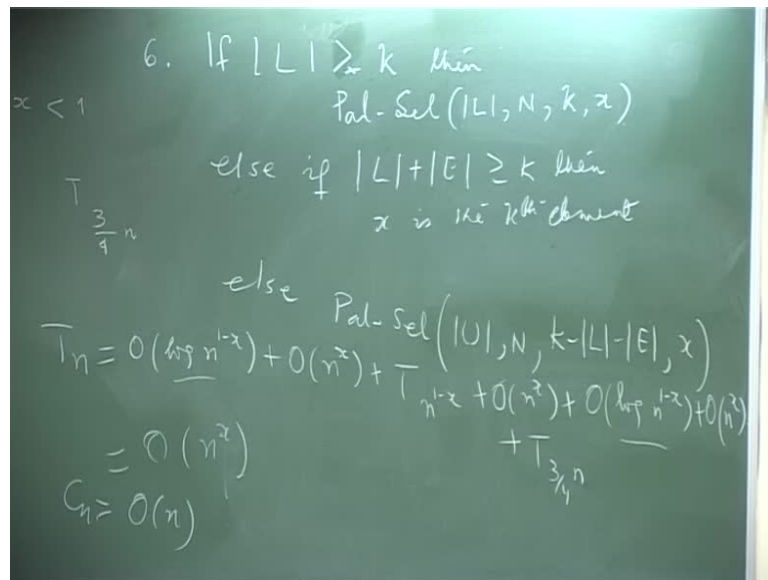 6. If |L| ≥ k then
x < 1
Pal-Sel(|L|, N, k, x)
else if |L|+|E| ≥ k then
T 3/4 n
x is the kth element
else
Pal-Sel(|U|, N, k-|L|-|E|, x)
Tn = O(log n^{1-x}) + O(n^x) + T n^{1-x} + O(n^x) + O(log n^{1-x}) + O(n^x)
+ T 3/4 n
= O(n^x)
Cn = O(n)